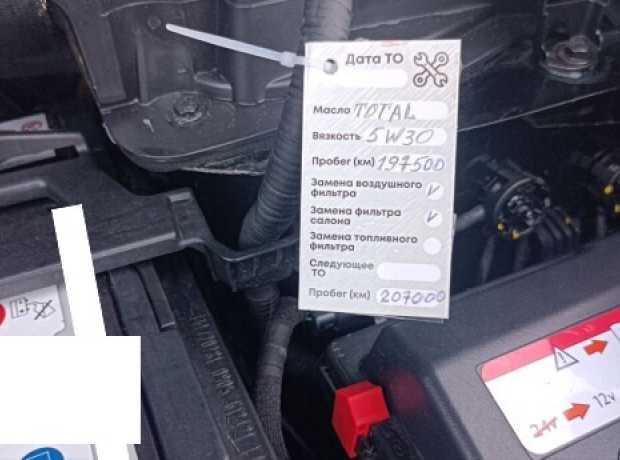 Дата ТО
Масло TOTAL
Вязкость 5W30
Пробег (км) 197500
Замена воздушного
фильтра V
Замена фильтра
салона V
Замена топливного
фильтра
Следующее
ТО
Пробег (км) 207000
24v
12v